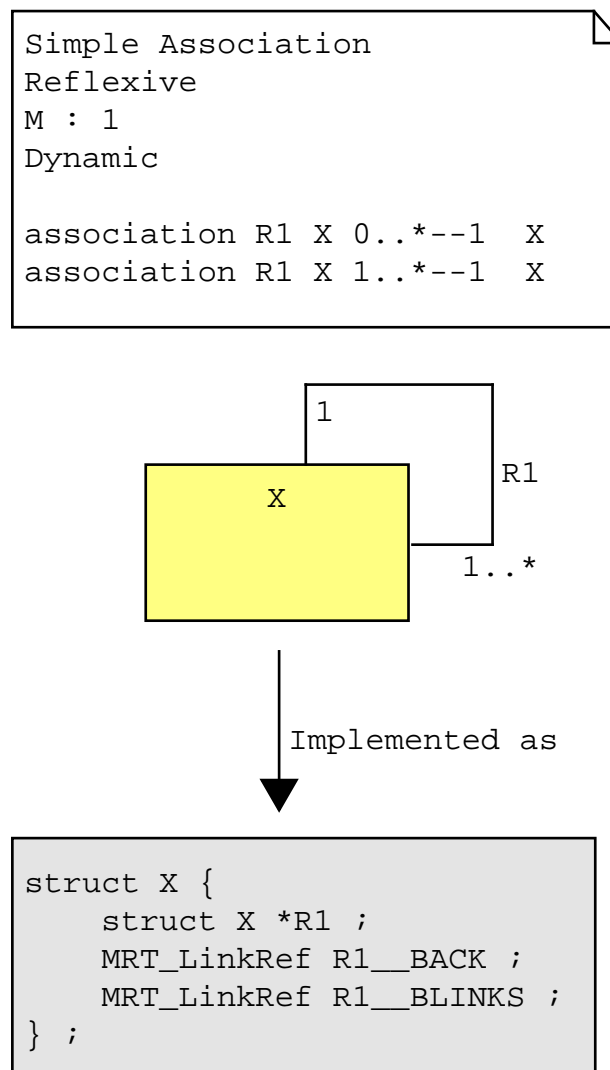 Simple Association
Reflexive
M : 1
Dynamic
association R1 X 0..*--1  X
association R1 X 1..*--1  X
1
R1
X
1..*
Implemented as
struct X {
    struct X *R1 ;
    MRT_LinkRef R1__BACK ;
    MRT_LinkRef R1__BLINKS ;
} ;